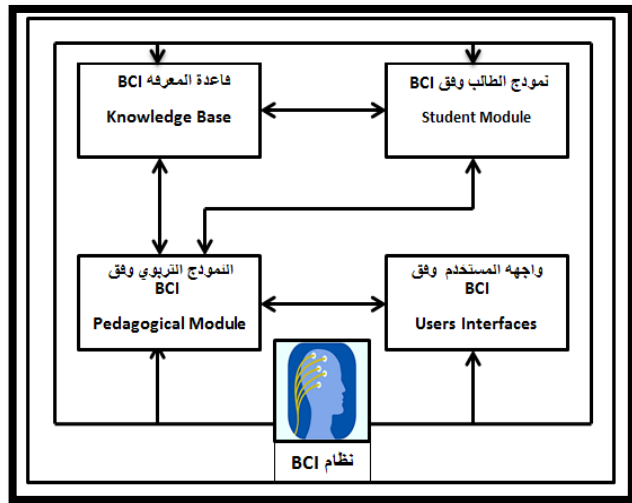 قاعدة المعرفه BCI
Knowledge Base
نموذج الطالب وفق BCI
Student Module
النموذج التربوي وفق
BCI
Pedagogical Module
واجهه المستخدم وفق
BCI
Users Interfaces
نظام BCI